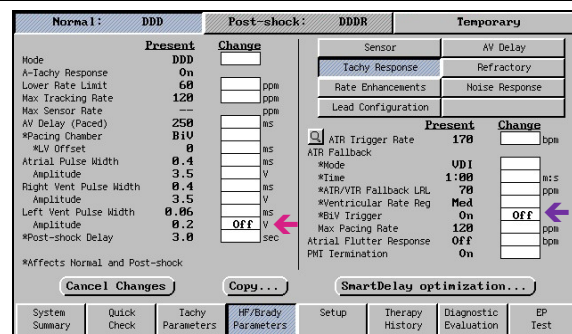 Normal: DDD Post-shock: DDDR Temporary
Present Change
Mode DDD
A-Tachy Response On
Lower Rate Limit 60 ppm
Max Tracking Rate 120 ppm
Max Sensor Rate -- ppm
AV Delay (Paced) 250 ms
*Pacing Chamber BiV
*LV Offset 0 ms
Atrial Pulse Width 0.4 ms
Amplitude 3.5 V
Right Vent Pulse Width 0.4 ms
Amplitude 3.5 V
Left Vent Pulse Width 0.06 ms
Amplitude 0.2 Off V
*Post-shock Delay 3.0 sec
*Affects Normal and Post-shock
Sensor AV Delay
Tachy Response Refractory
Rate Enhancements Noise Response
Lead Configuration
Present Change
ATR Trigger Rate 170 bpm
ATR Fallback
*Mode VDI
*Time 1:00 m:s
*ATR/VTR Fallback LRL 70 ppm
*Ventricular Rate Reg Med
*BiV Trigger On Off
Max Pacing Rate 120 ppm
Atrial Flutter Response Off bpm
PMT Termination On
Cancel Changes Copy... SmartDelay optimization...
System Summary Quick Check Tachy Parameters HF/Brady Parameters Setup Therapy History Diagnostic Evaluation EP Test